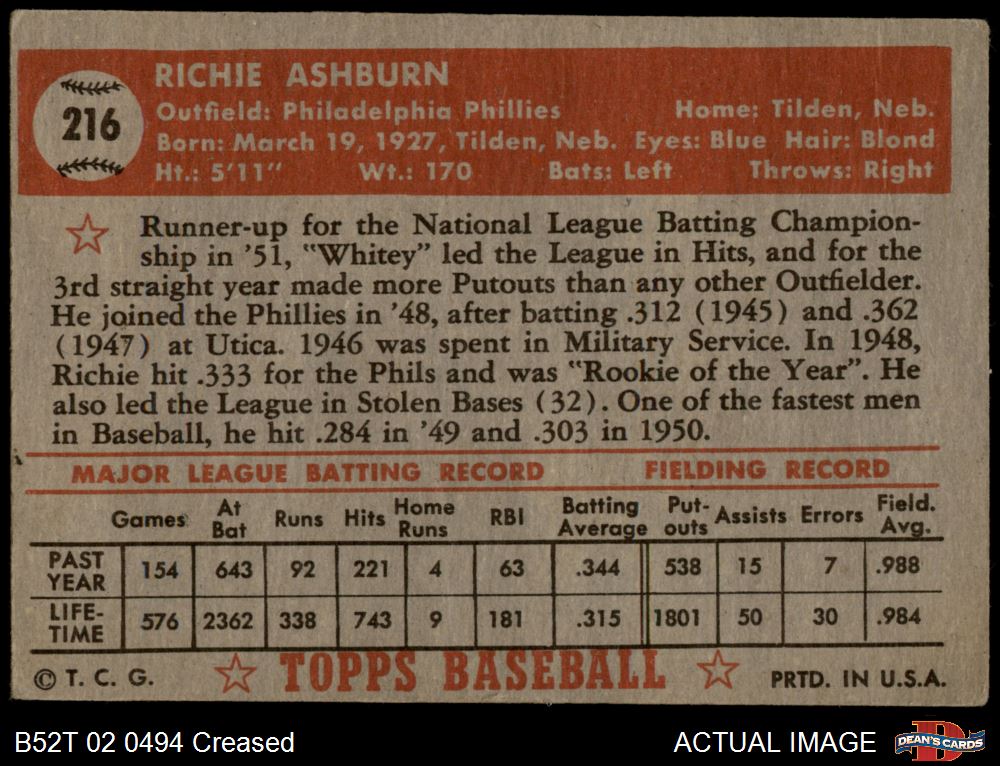 216
RICHIE ASHBURN
Outfield: Philadelphia Phillies Home: Tilden, Neb.
Born: March 19, 1927, Tilden, Neb. Eyes: Blue Hair: Blond
Ht.: 5'11" Wt.: 170 Bats: Left Throws: Right
Runner-up for the National League Batting Champion-
ship in '51, "Whitey" led the League in Hits, and for the
3rd straight year made more Putouts than any other Outfielder.
He joined the Phillies in '48, after batting .312 (1945) and .362
(1947) at Utica. 1946 was spent in Military Service. In 1948,
Richie hit .333 for the Phils and was "Rookie of the Year". He
also led the League in Stolen Bases (32). One of the fastest men
in Baseball, he hit .284 in '49 and .303 in 1950.
MAJOR LEAGUE BATTING RECORD FIELDING RECORD
Games At Bat Runs Hits Home Runs RBI Batting Average Put-outs Assists Errors Field. Avg.
PAST YEAR 154 643 92 221 4 63 .344 538 15 7 .988
LIFE-TIME 576 2362 338 743 9 181 .315 1801 50 30 .984
© T. C. G. TOPPS BASEBALL PRTD. IN U.S.A.
B52T 02 0494 Creased ACTUAL IMAGE DEAN'S CARDS